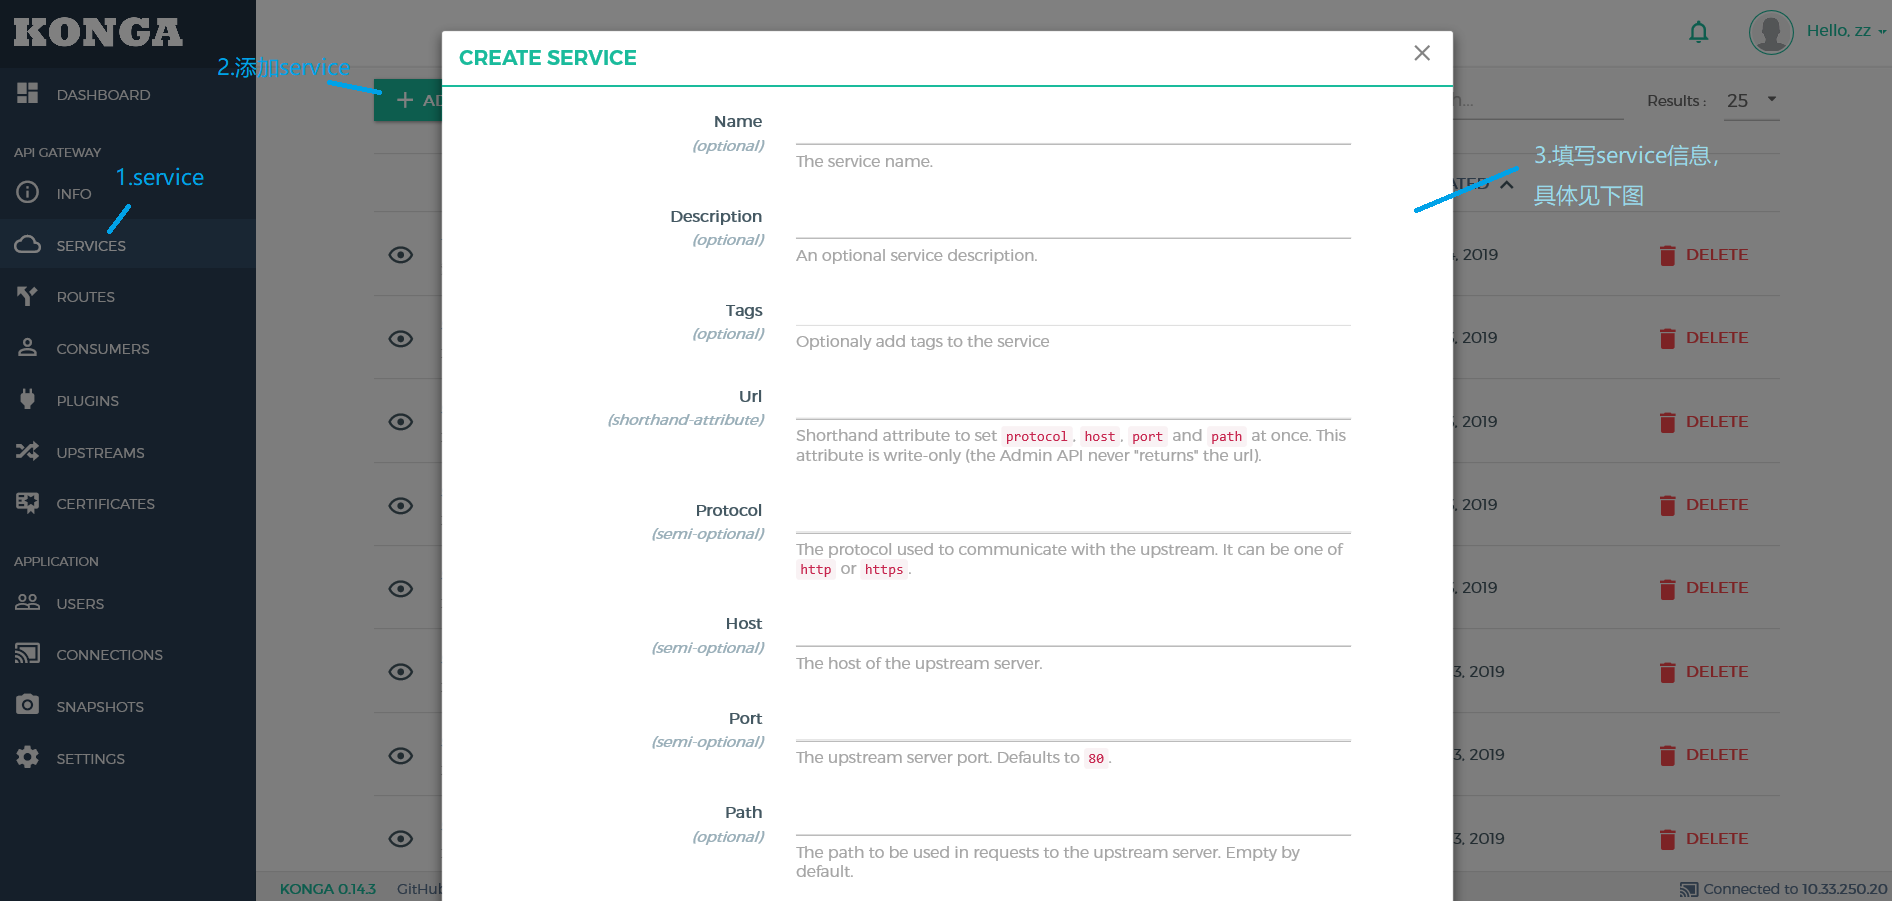 KONGA
DASHBOARD
API GATEWAY
INFO
SERVICES
ROUTES
CONSUMERS
PLUGINS
UPSTREAMS
CERTIFICATES
APPLICATION
USERS
CONNECTIONS
SNAPSHOTS
SETTINGS
1.service
2.添加service
3.填写service信息，
具体见下图
Hello, zz
Results :
25
CREATE SERVICE
Name
(optional)
The service name.
Description
(optional)
An optional service description.
Tags
(optional)
Optionaly add tags to the service
Url
(shorthand-attribute)
Shorthand attribute to set protocol, host, port and path at once. This
attribute is write-only (the Admin API never "returns" the url).
Protocol
(semi-optional)
The protocol used to communicate with the upstream. It can be one of
http or https.
Host
(semi-optional)
The host of the upstream server.
Port
(semi-optional)
The upstream server port. Defaults to 80.
Path
(optional)
The path to be used in requests to the upstream server. Empty by
default.
2019 DELETE
2019 DELETE
2019 DELETE
2019 DELETE
2019 DELETE
3, 2019 DELETE
3, 2019 DELETE
3, 2019 DELETE
KONGA 0.14.3
GitHub
Connected to 10.33.250.20